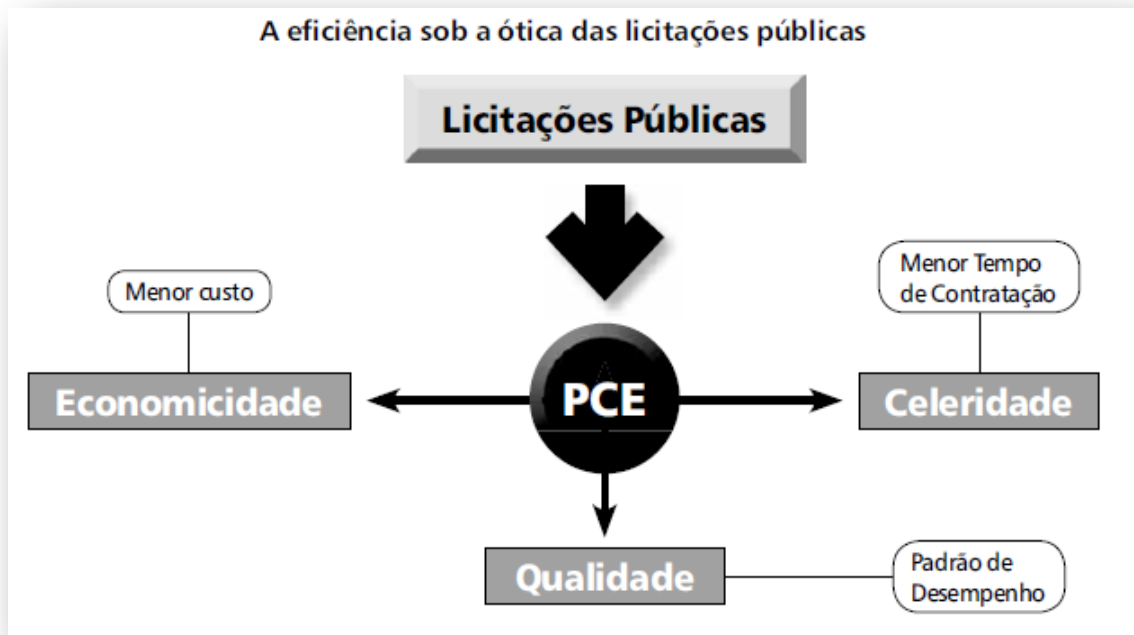 A eficiência sob a ótica das licitações públicas
Licitações Públicas
Menor custo
Menor Tempo
de Contratação
Economicidade
PCE
Celeridade
Qualidade
Padrão de
Desempenho